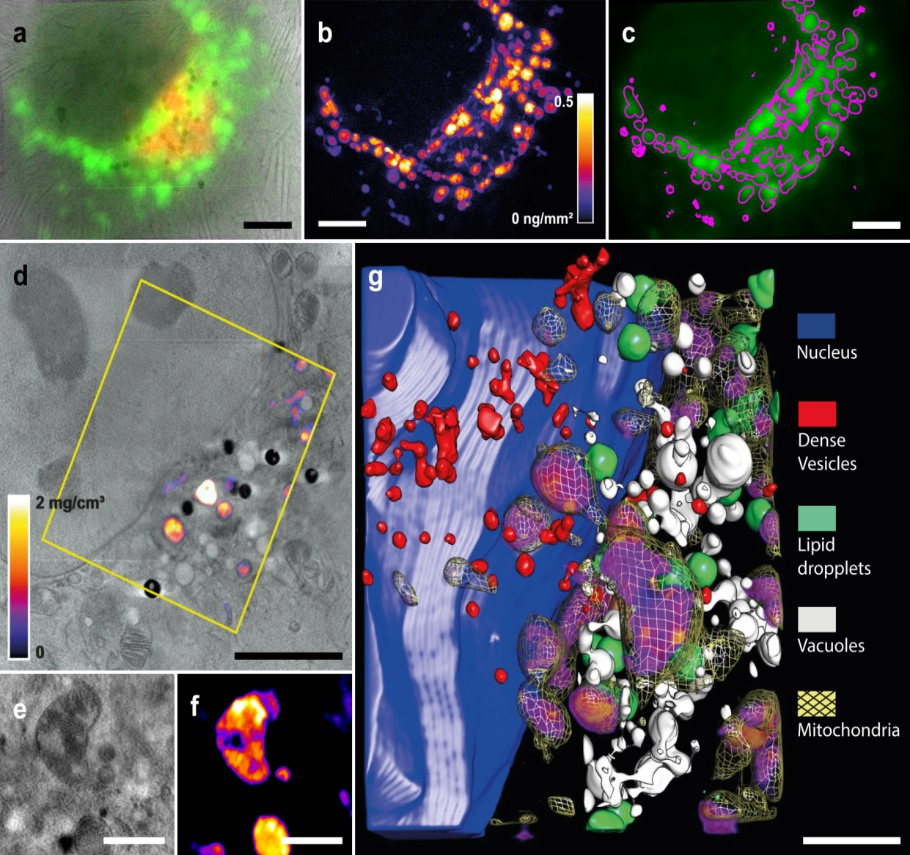 a
b
c
0.5
0 ng/mm²
d
g
Nucleus
Dense
Vesicles
2 mg/cm³
Lipid
dropplets
0
Vacuoles
e
f
Mitochondria